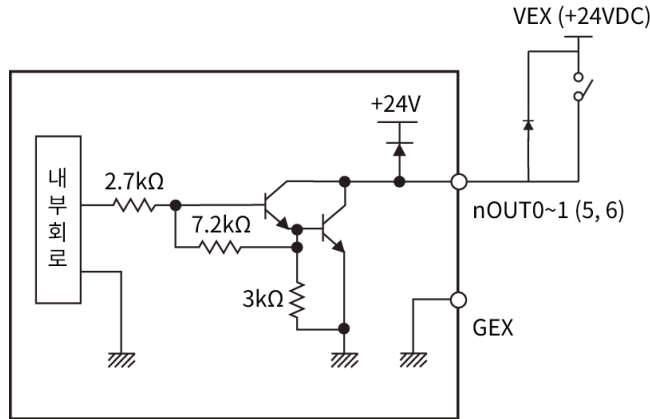 VEX (+24VDC)
+24V
내부회로
2.7kΩ
7.2kΩ
nOUT0~1 (5, 6)
3kΩ
GEX